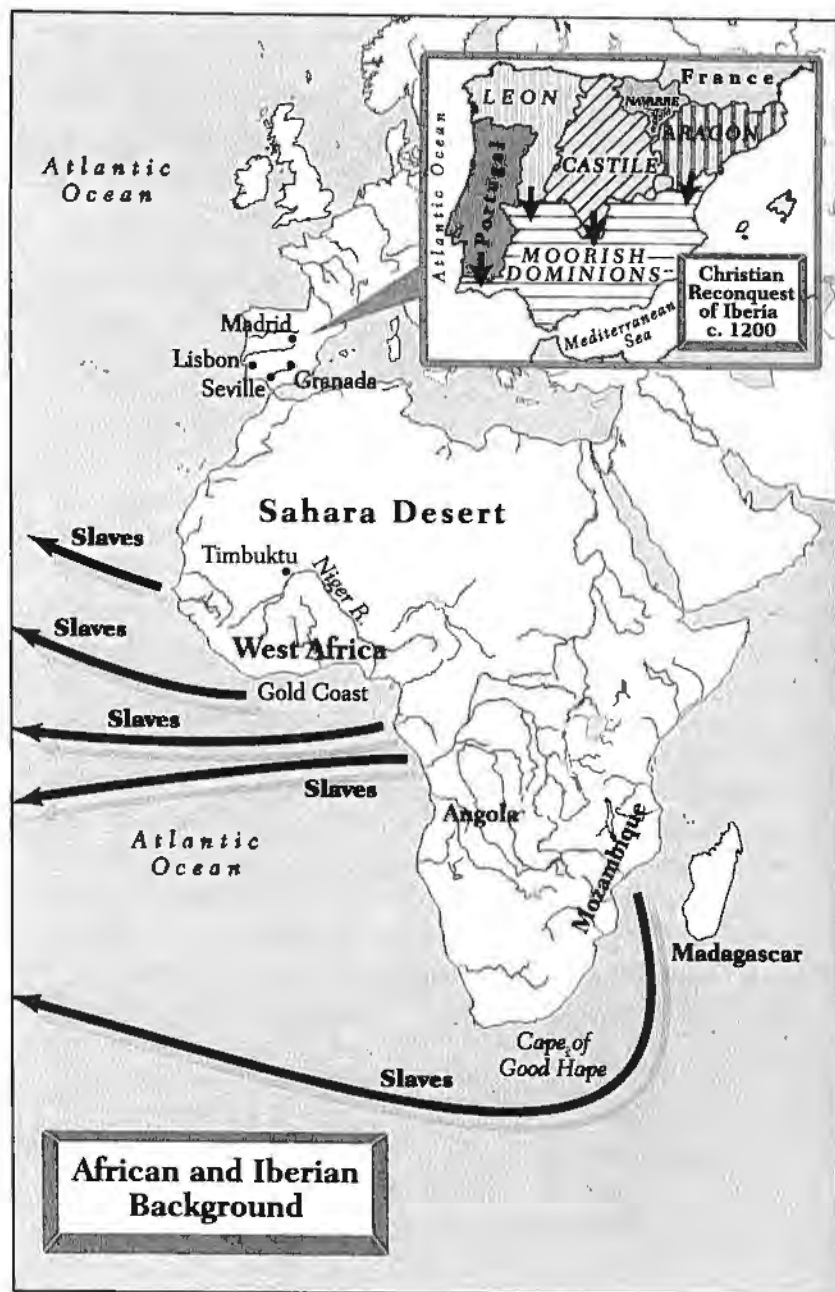 Atlantic
Ocean
France
LEON
NAVARRE
ARAGON
CASTILE
Atlantic Ocean
Portugal
MOORISH
DOMINIONS
Mediterranean
Sea
Christian
Reconquest
of Iberia
c. 1200
Madrid
Lisbon
Seville
Granada
Sahara Desert
Slaves
Timbuktu
Niger R.
Slaves
West Africa
Gold Coast
Slaves
Slaves
Atlantic
Ocean
Angola
Mozambique
Madagascar
Cape of
Good Hape
Slaves
African and Iberian
Background